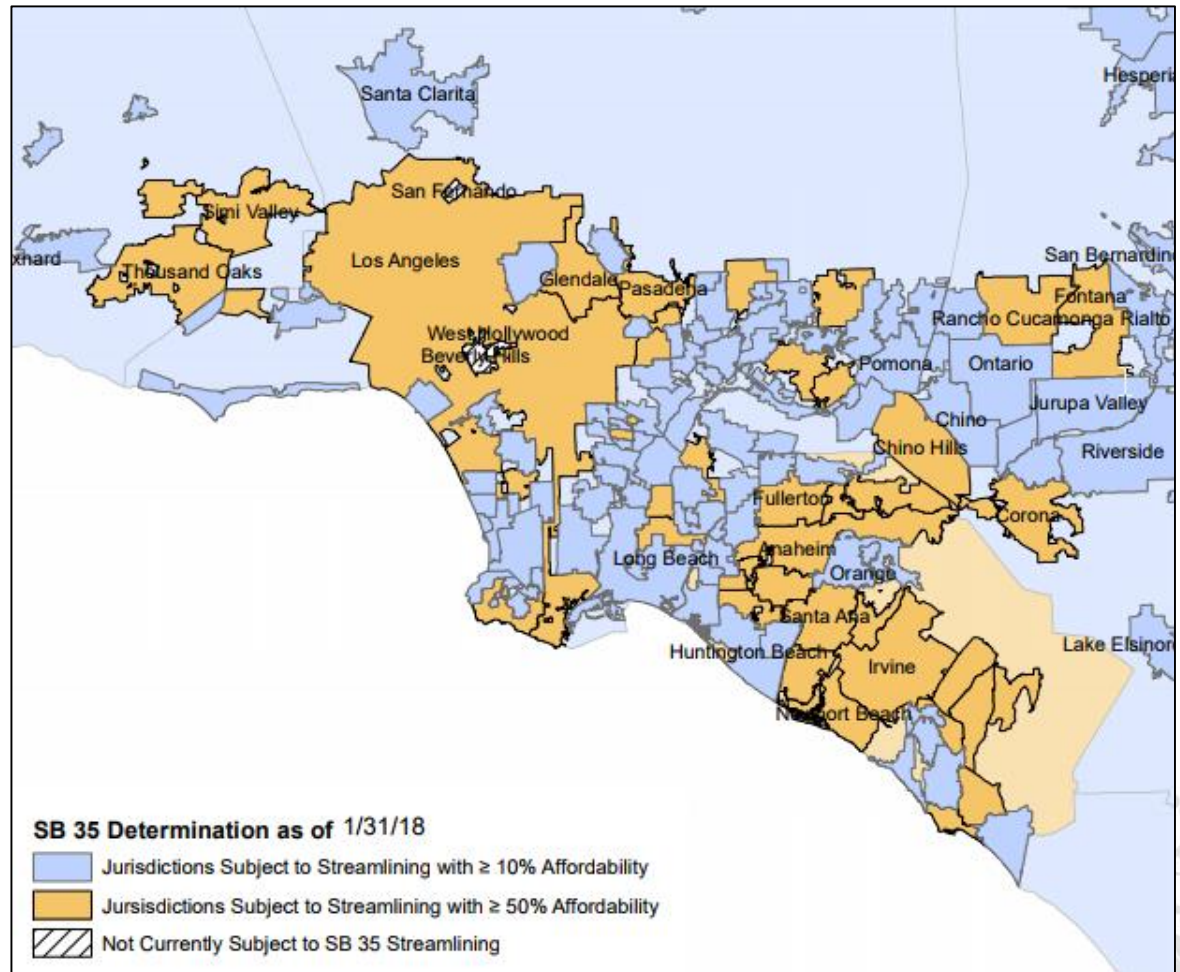 Hesperia
Santa Clarita
San Fernando
Simi Valley
xnard
Thousand Oaks
Los Angeles
Glendale
Pasadena
San Bernardino
Fontana
Rancho Cucamonga
Rialto
West Hollywood
Beverly Hills
Pomona
Ontario
Chino
Jurupa Valley
Chino Hills
Riverside
Fullerton
Corona
Anaheim
Long Beach
Orange
Santa Ana
Huntington Beach
Irvine
Lake Elsinore
Newport Beach
SB 35 Determination as of 1/31/18
Jurisdictions Subject to Streamlining with ≥ 10% Affordability
Jursisdictions Subject to Streamlining with ≥ 50% Affordability
Not Currently Subject to SB 35 Streamlining